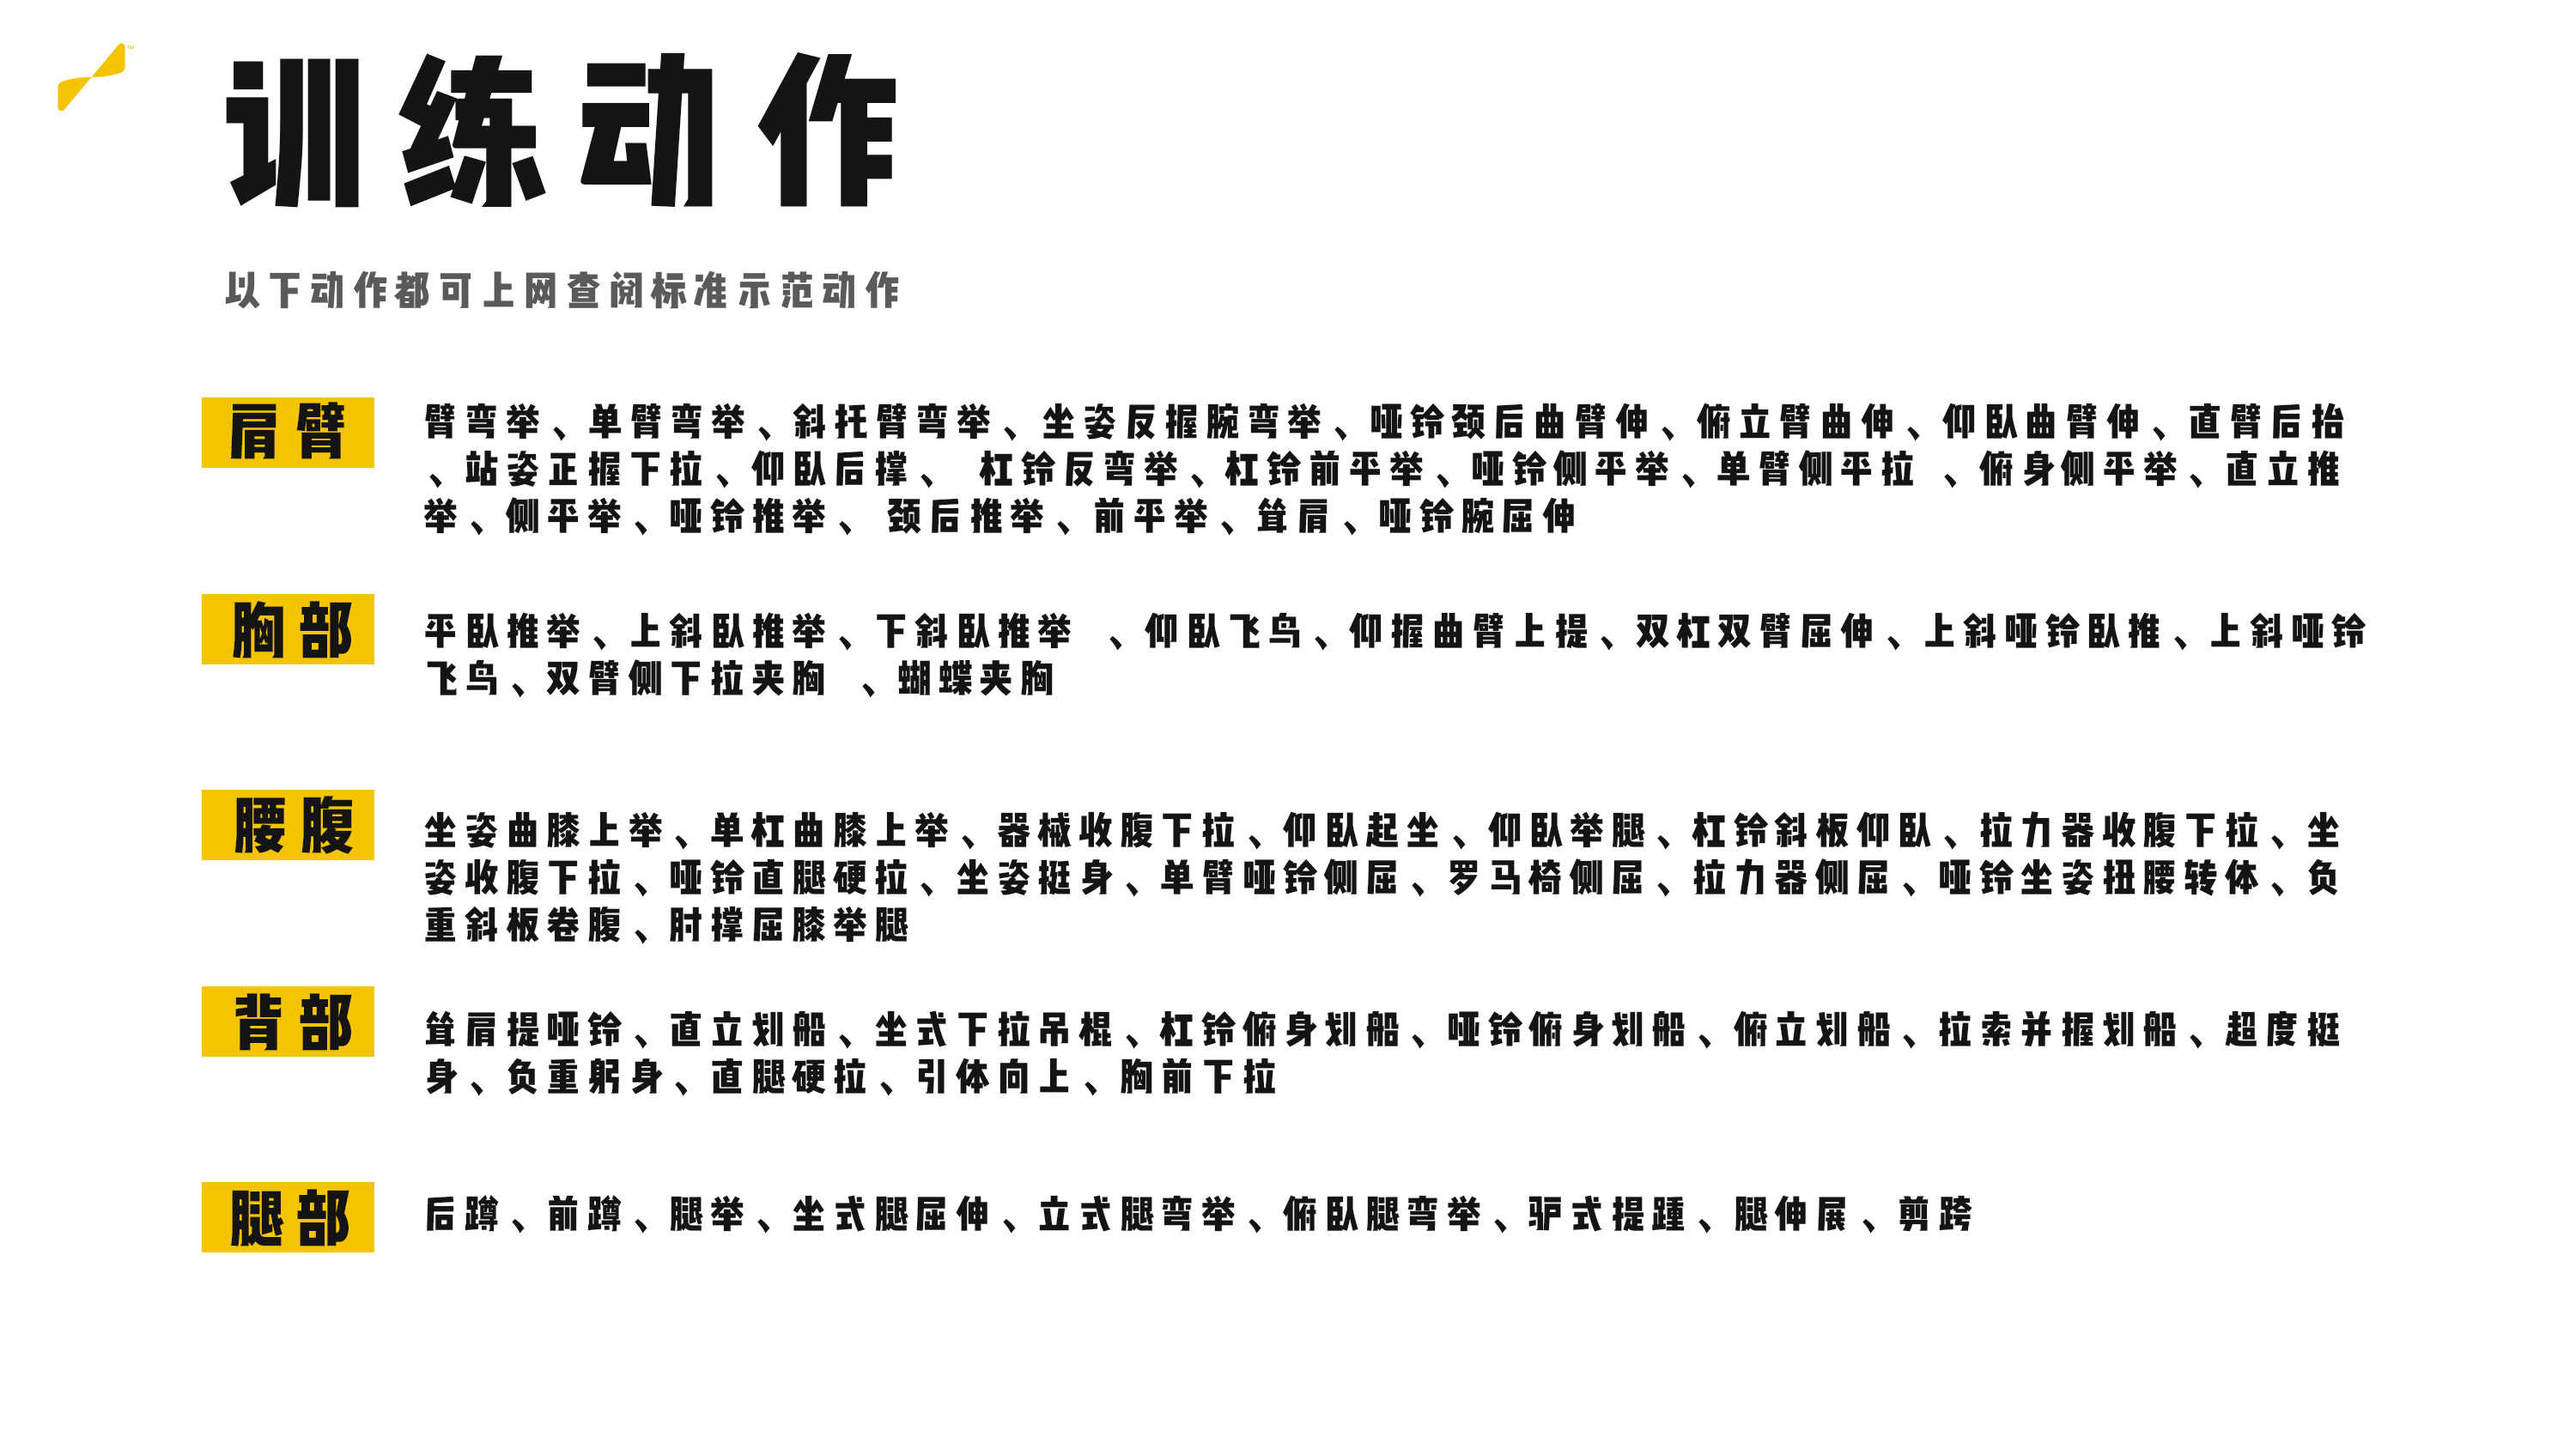 训练动作
以下动作都可上网查阅标准示范动作
肩臂
臂弯举、单臂弯举、斜托臂弯举、坐姿反握腕弯举、哑铃颈后曲臂伸、俯立臂曲伸、仰卧曲臂伸、直臂后抬
、站姿正握下拉、仰卧后撑、 杠铃反弯举、杠铃前平举、哑铃侧平举、单臂侧平拉 、俯身侧平举、直立推
举、侧平举、哑铃推举、 颈后推举、前平举、耸肩、哑铃腕屈伸
胸部
平卧推举、上斜卧推举、下斜卧推举 、仰卧飞鸟、仰握曲臂上提、双杠双臂屈伸、上斜哑铃卧推、上斜哑铃
飞鸟、双臂侧下拉夹胸 、蝴蝶夹胸
腰腹
坐姿曲膝上举、单杠曲膝上举、器械收腹下拉、仰卧起坐、仰卧举腿、杠铃斜板仰卧、拉力器收腹下拉、坐
姿收腹下拉、哑铃直腿硬拉、坐姿挺身、单臂哑铃侧屈、罗马椅侧屈、拉力器侧屈、哑铃坐姿扭腰转体、负
重斜板卷腹、肘撑屈膝举腿
背部
耸肩提哑铃、直立划船、坐式下拉吊棍、杠铃俯身划船、哑铃俯身划船、俯立划船、拉索并握划船、超度挺
身、负重躬身、直腿硬拉、引体向上、胸前下拉
腿部
后蹲、前蹲、腿举、坐式腿屈伸、立式腿弯举、俯卧腿弯举、驴式提踵、腿伸展、剪跨